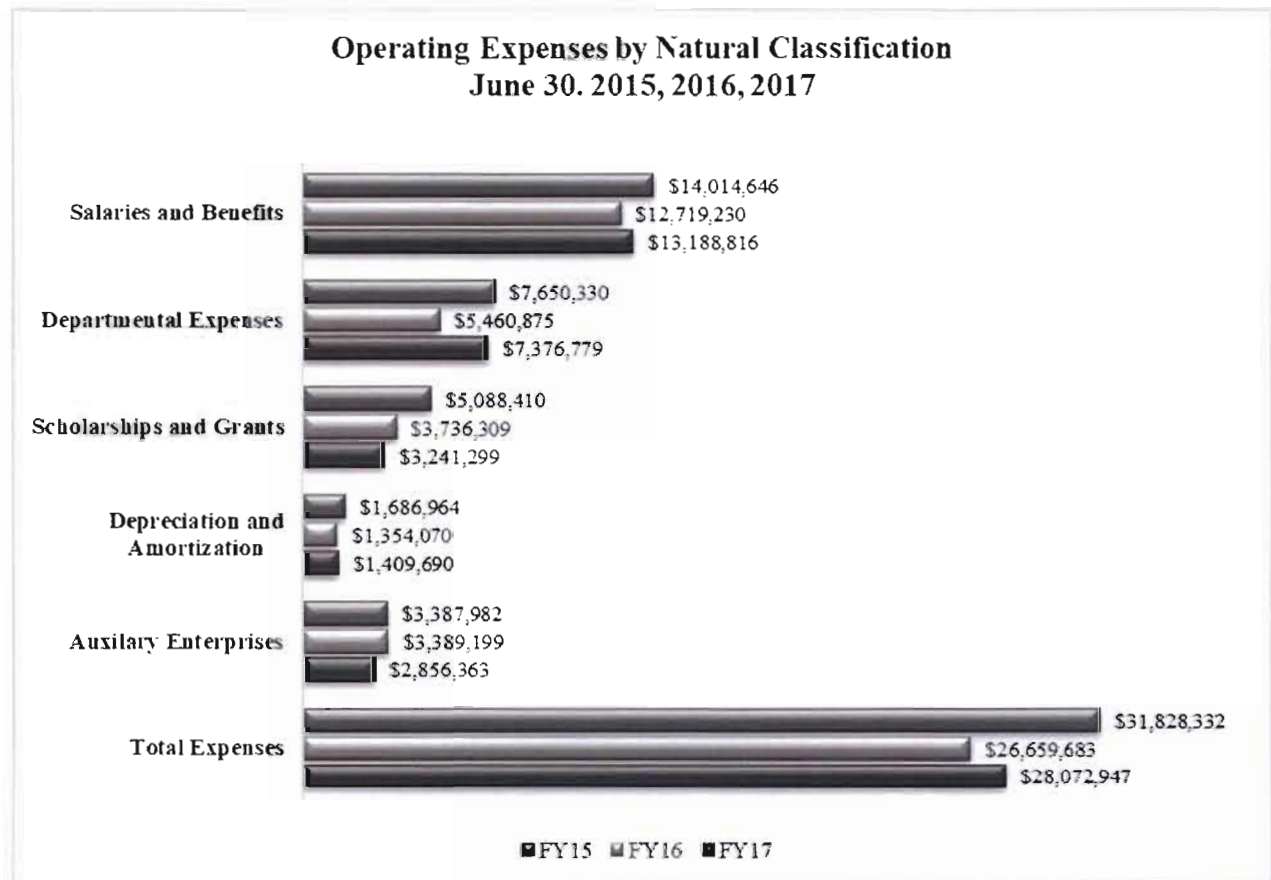 Operating Expenses by Natural Classification
June 30. 2015, 2016, 2017
Salaries and Benefits
$14,014,646
$12,719,230
$13,188,816
Departmental Expenses
$7,650,330
$5,460,875
$7,376,779
Scholarships and Grants
$5,088,410
$3,736,309
$3,241,299
Depreciation and
Amortization
$1,686,964
$1,354,070
$1,409,690
Auxilary Enterprises
$3,387,982
$3,389,199
$2,856,363
Total Expenses
$31,828,332
$26,659,683
$28,072,947
FY15 FY16 FY17